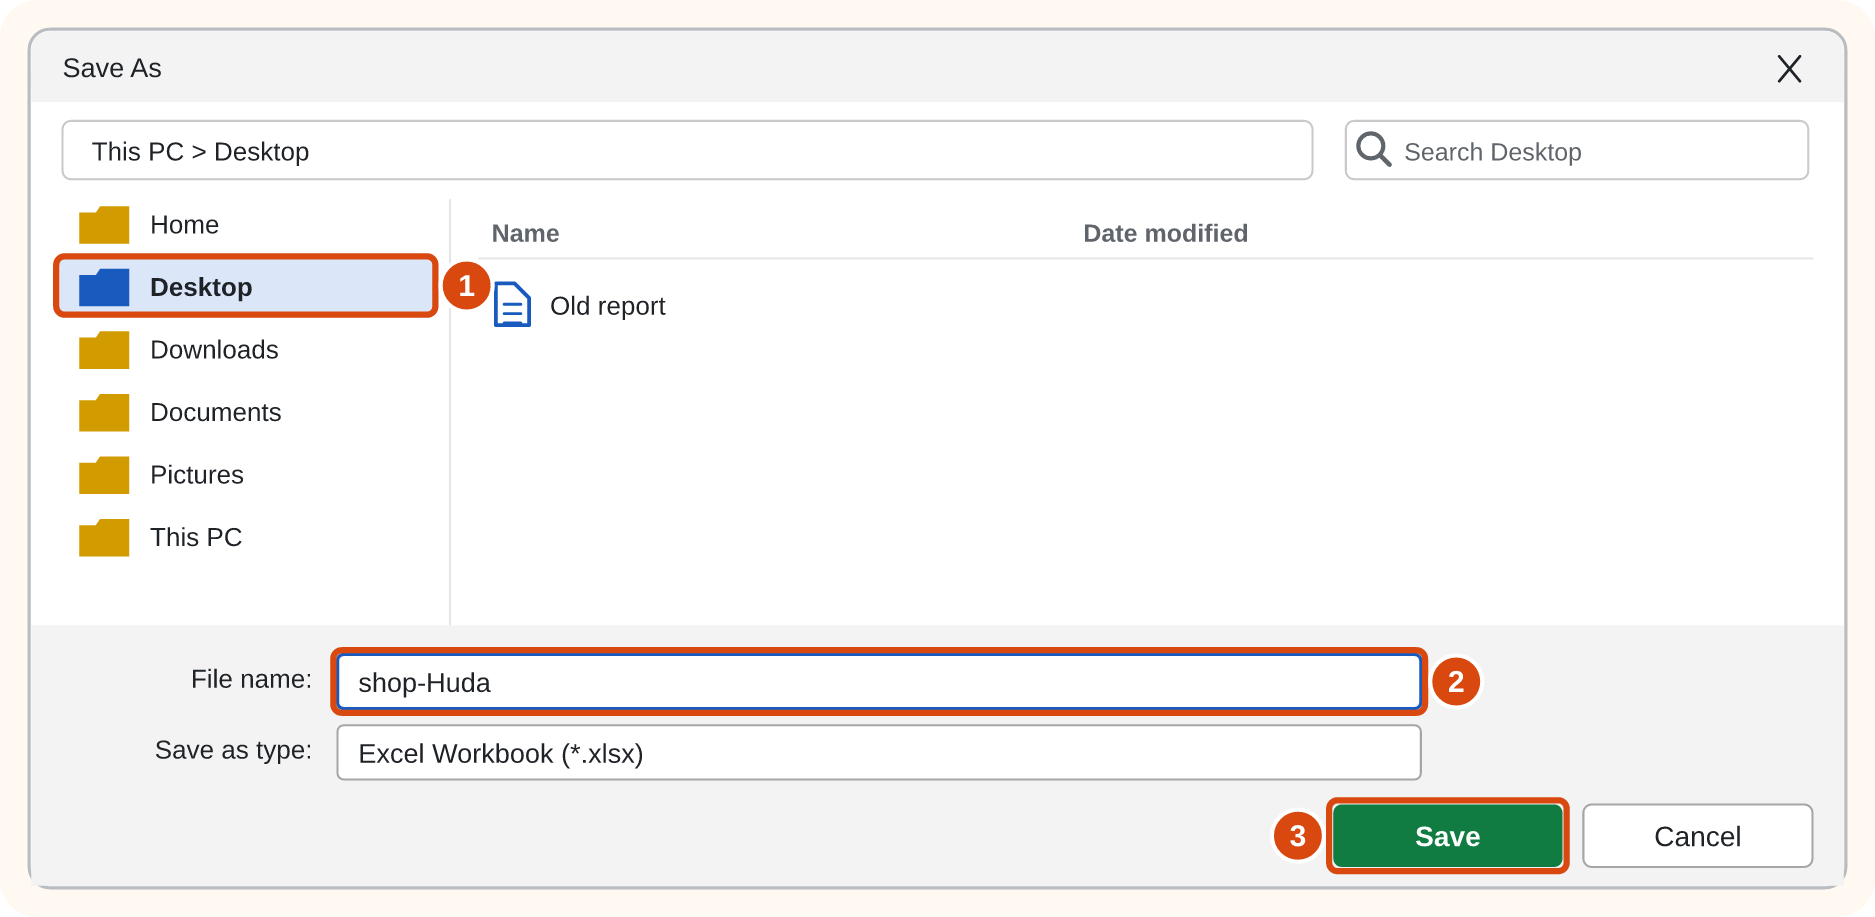 Save As
This PC > Desktop
Search Desktop
Home
Desktop
1
Downloads
Documents
Pictures
This PC
Name
Date modified
Old report
File name:
shop-Huda
2
Save as type:
Excel Workbook (*.xlsx)
3
Save
Cancel